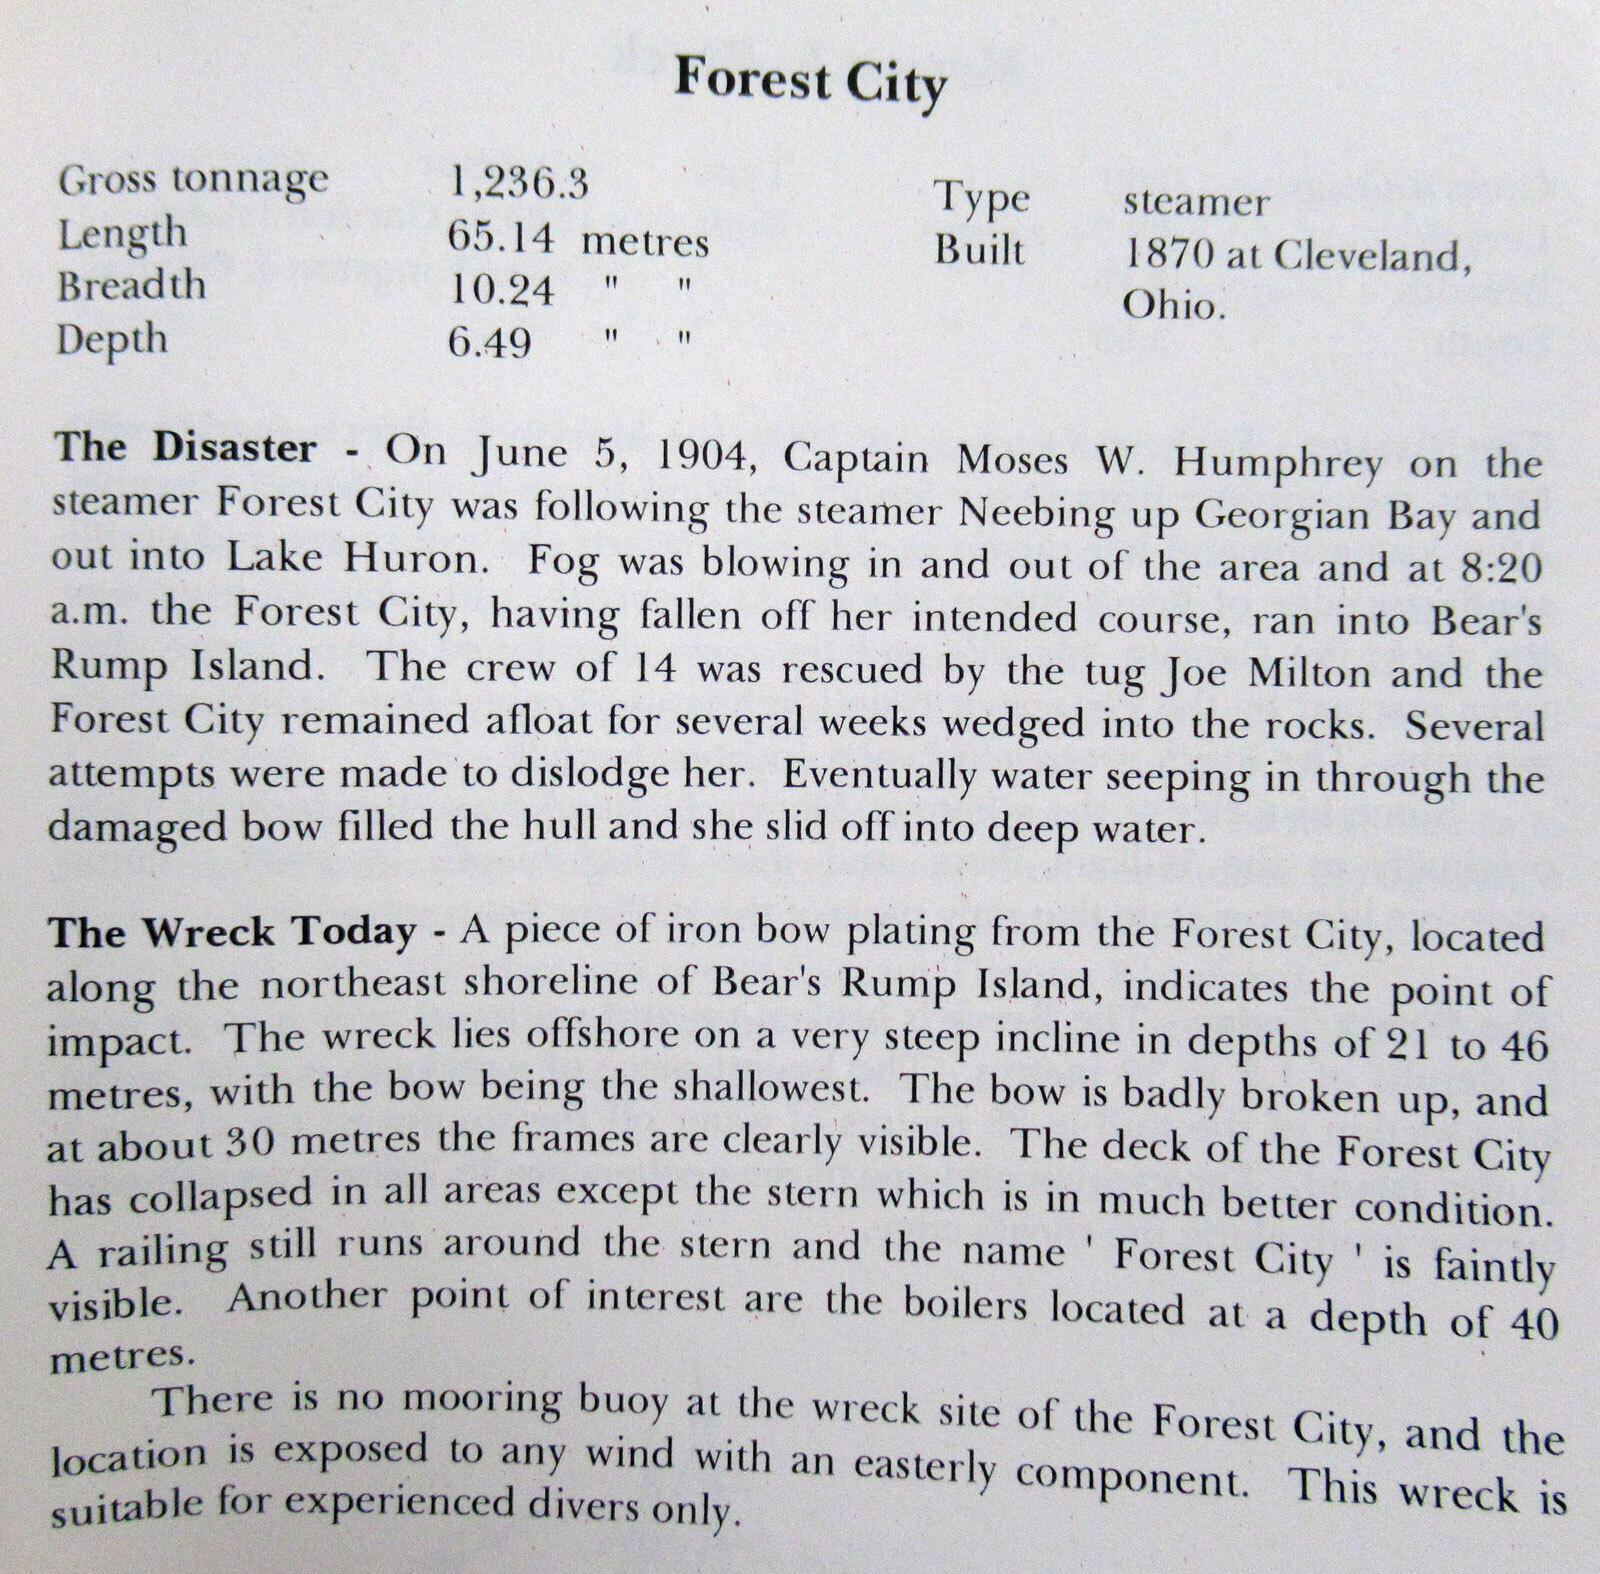 Forest City
Gross tonnage 1,236.3
Length 65.14 metres
Breadth 10.24 " "
Depth 6.49 " "
Type steamer
Built 1870 at Cleveland,
Ohio.
The Disaster - On June 5, 1904, Captain Moses W. Humphrey on the
steamer Forest City was following the steamer Neebing up Georgian Bay and
out into Lake Huron. Fog was blowing in and out of the area and at 8:20
a.m. the Forest City, having fallen off her intended course, ran into Bear's
Rump Island. The crew of 14 was rescued by the tug Joe Milton and the
Forest City remained afloat for several weeks wedged into the rocks. Several
attempts were made to dislodge her. Eventually water seeping in through the
damaged bow filled the hull and she slid off into deep water.
The Wreck Today - A piece of iron bow plating from the Forest City, located
along the northeast shoreline of Bear's Rump Island, indicates the point of
impact. The wreck lies offshore on a very steep incline in depths of 21 to 46
metres, with the bow being the shallowest. The bow is badly broken up, and
at about 30 metres the frames are clearly visible. The deck of the Forest City
has collapsed in all areas except the stern which is in much better condition.
A railing still runs around the stern and the name ' Forest City ' is faintly
visible. Another point of interest are the boilers located at a depth of 40
metres.
There is no mooring buoy at the wreck site of the Forest City, and the
location is exposed to any wind with an easterly component. This wreck is
suitable for experienced divers only.